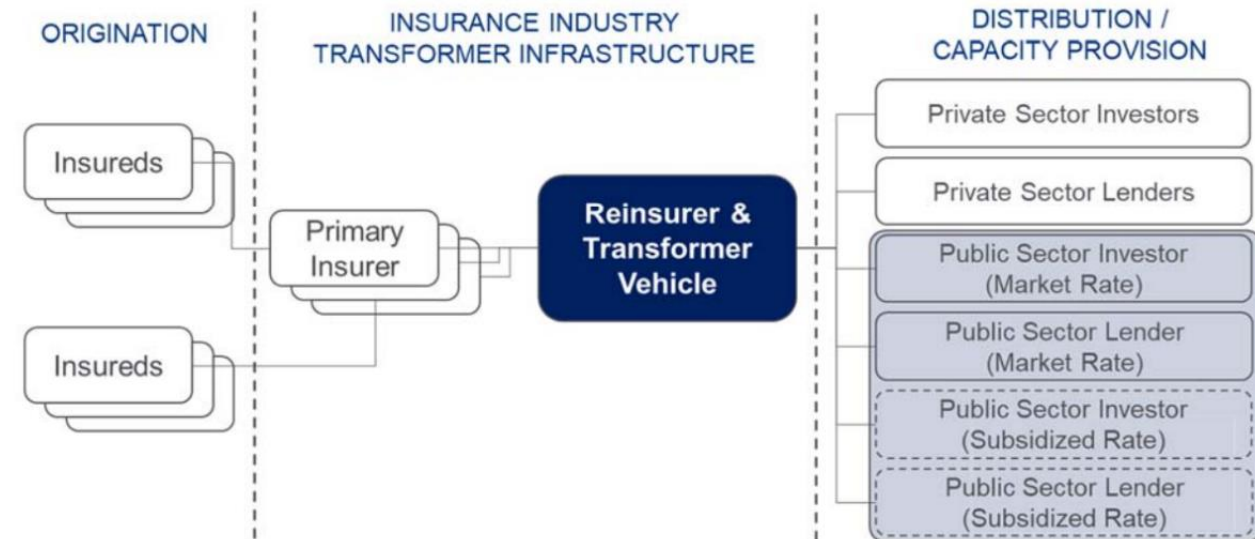 ORIGINATION
INSURANCE INDUSTRY
TRANSFORMER INFRASTRUCTURE
DISTRIBUTION /
CAPACITY PROVISION
Insureds
Insureds
Primary
Insurer
Reinsurer &
Transformer
Vehicle
Private Sector Investors
Private Sector Lenders
Public Sector Investor
(Market Rate)
Public Sector Lender
(Market Rate)
Public Sector Investor
(Subsidized Rate)
Public Sector Lender
(Subsidized Rate)